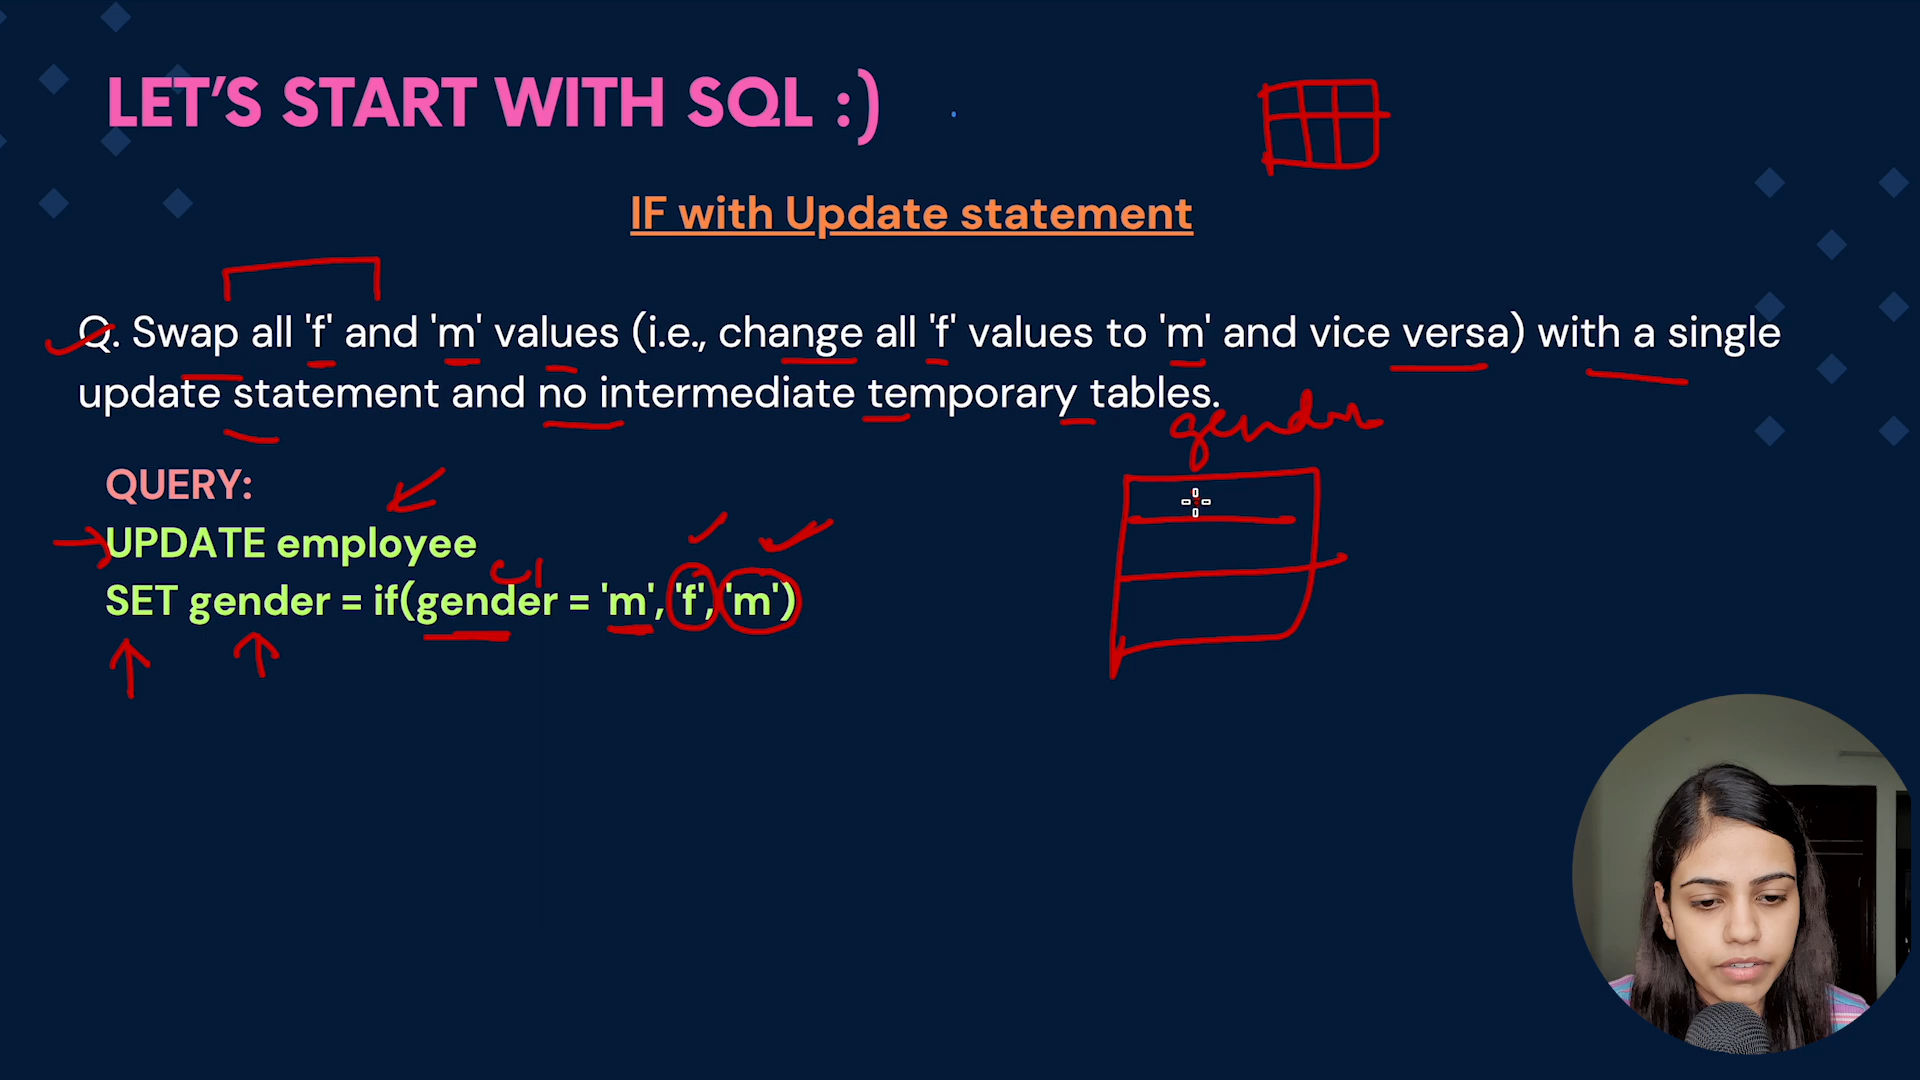 LET'S START WITH SQL :)
IF with Update statement
Q. Swap all 'f' and 'm' values (i.e., change all 'f' values to 'm' and vice versa) with a single
update statement and no intermediate temporary tables.
gender
QUERY:
UPDATE employee
SET gender = if(gender = 'm', 'f', 'm')